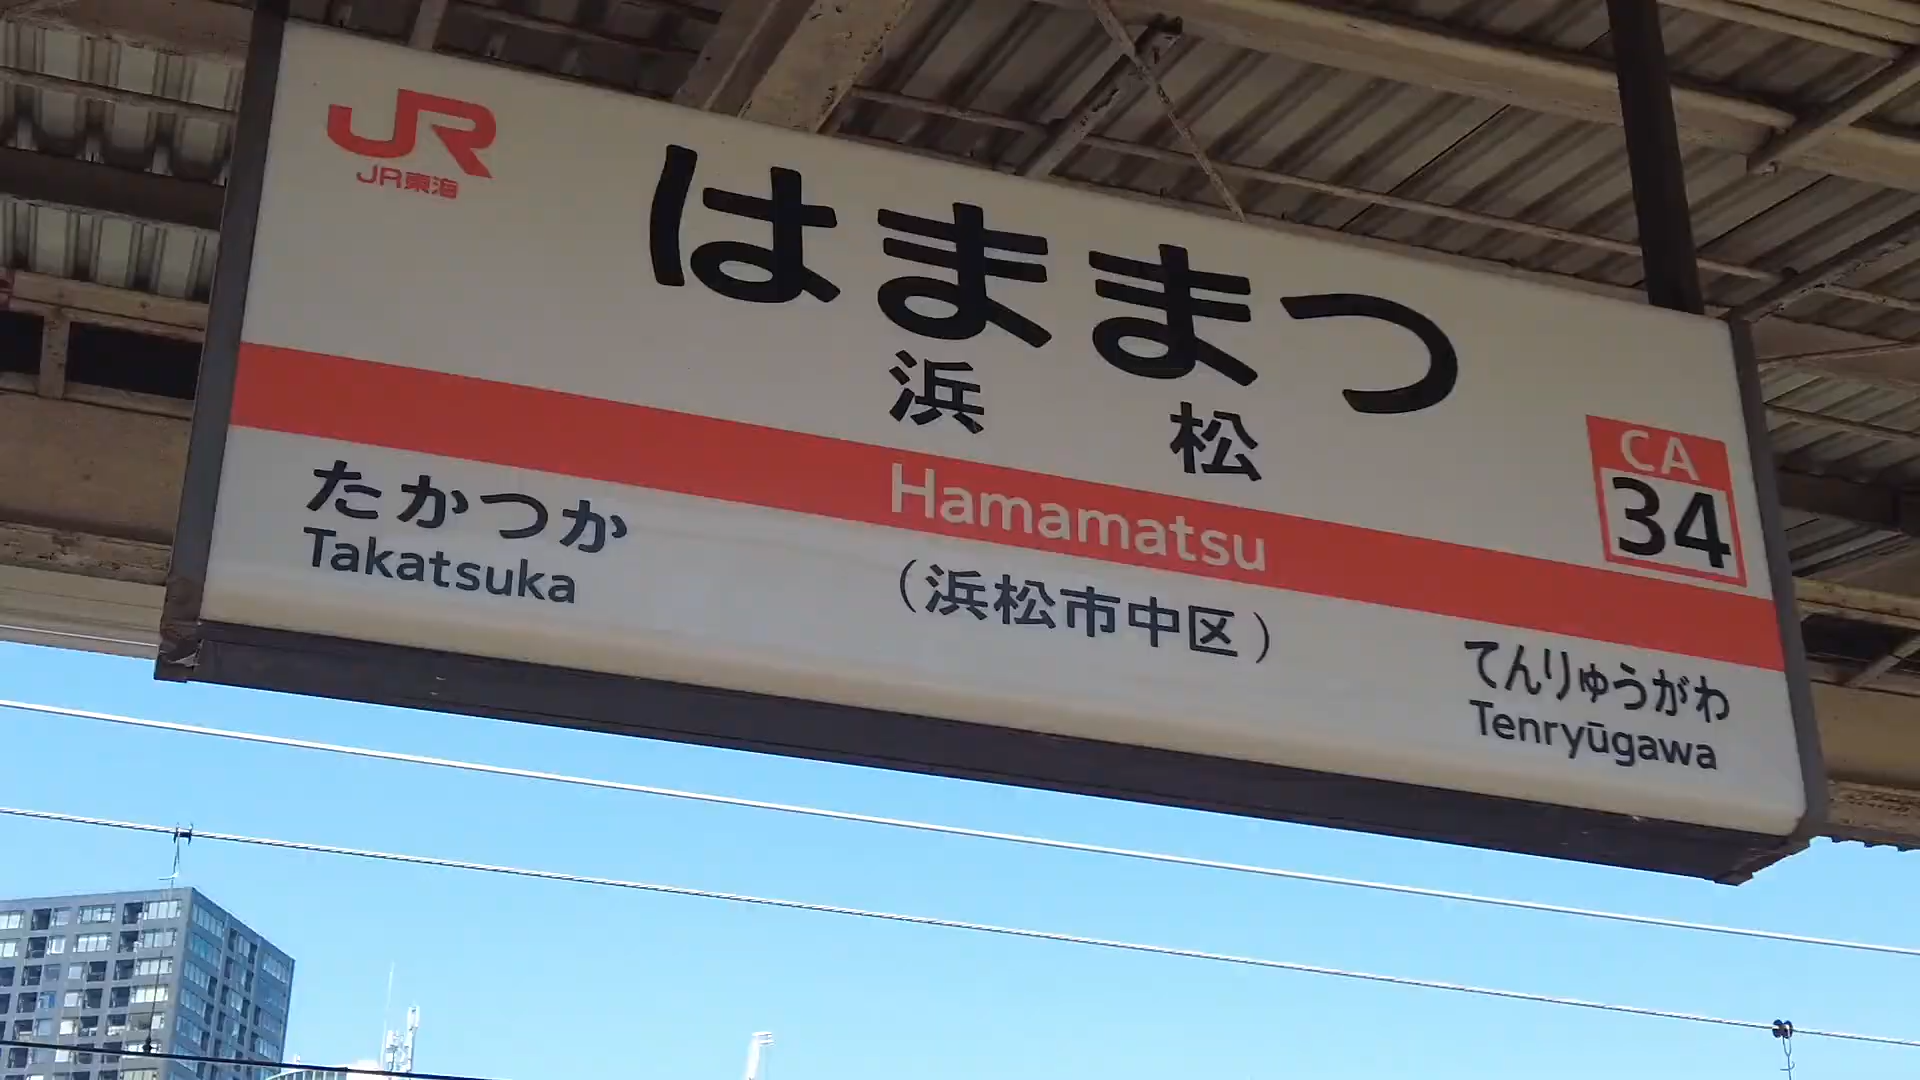 JR
JR東海
はままつ
浜松
Hamamatsu
CA
34
たかつか
Takatsuka
(浜松市中区)
てんりゅうがわ
Tenryūgawa